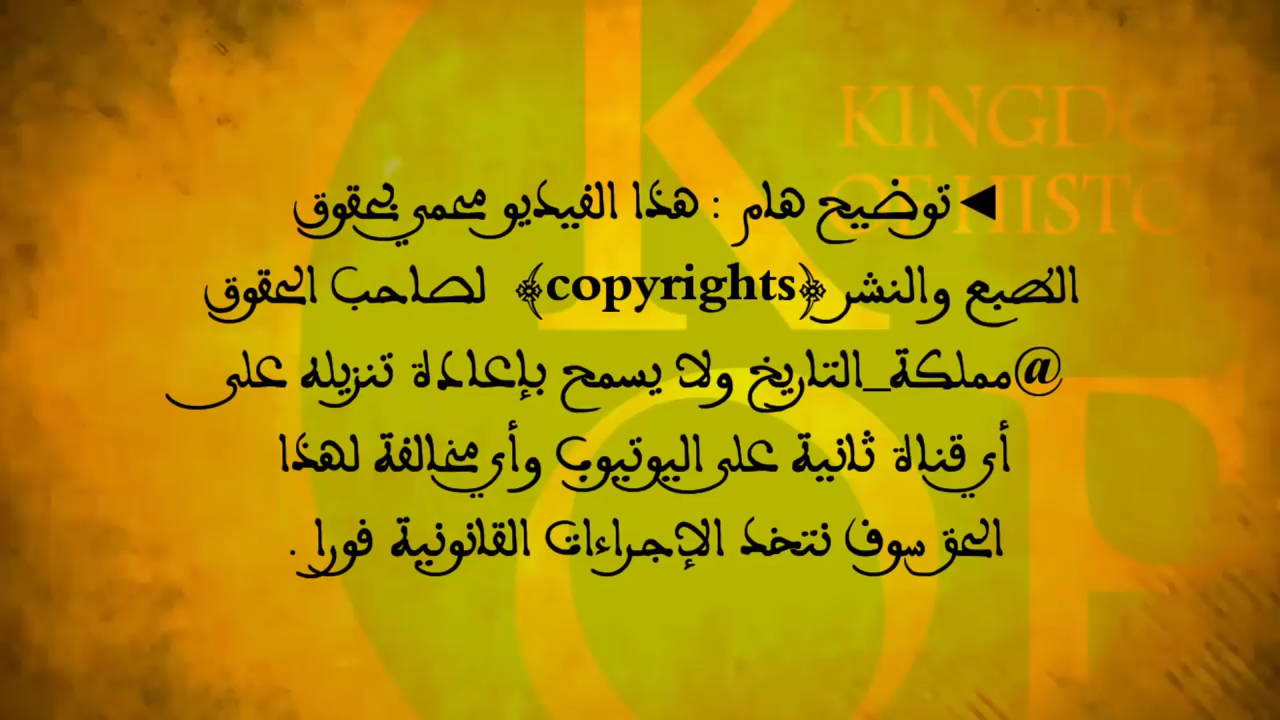 KINGDO
OF HISTO
◄توضيح هام : هذا الفيديو محمي بحقوق
الطبع والنشر ﴿copyrights﴾ لصاحب الحقوق
@مملكة_التاريخ ولا يسمح بإعادة تنزيله على
أي قناة ثانية على اليوتيوب وأي مخالفة لهذا
الحق سوف نتخد الإجراءات القانونية فورا .